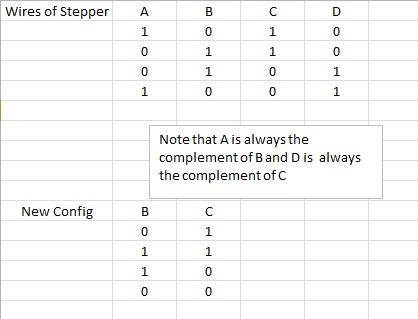 Wires of Stepper A B C D
1 0 1 0
0 1 1 0
0 1 0 1
1 0 0 1
Note that A is always the
complement of B and D is always
the complement of C
New Config B C
0 1
1 1
1 0
0 0